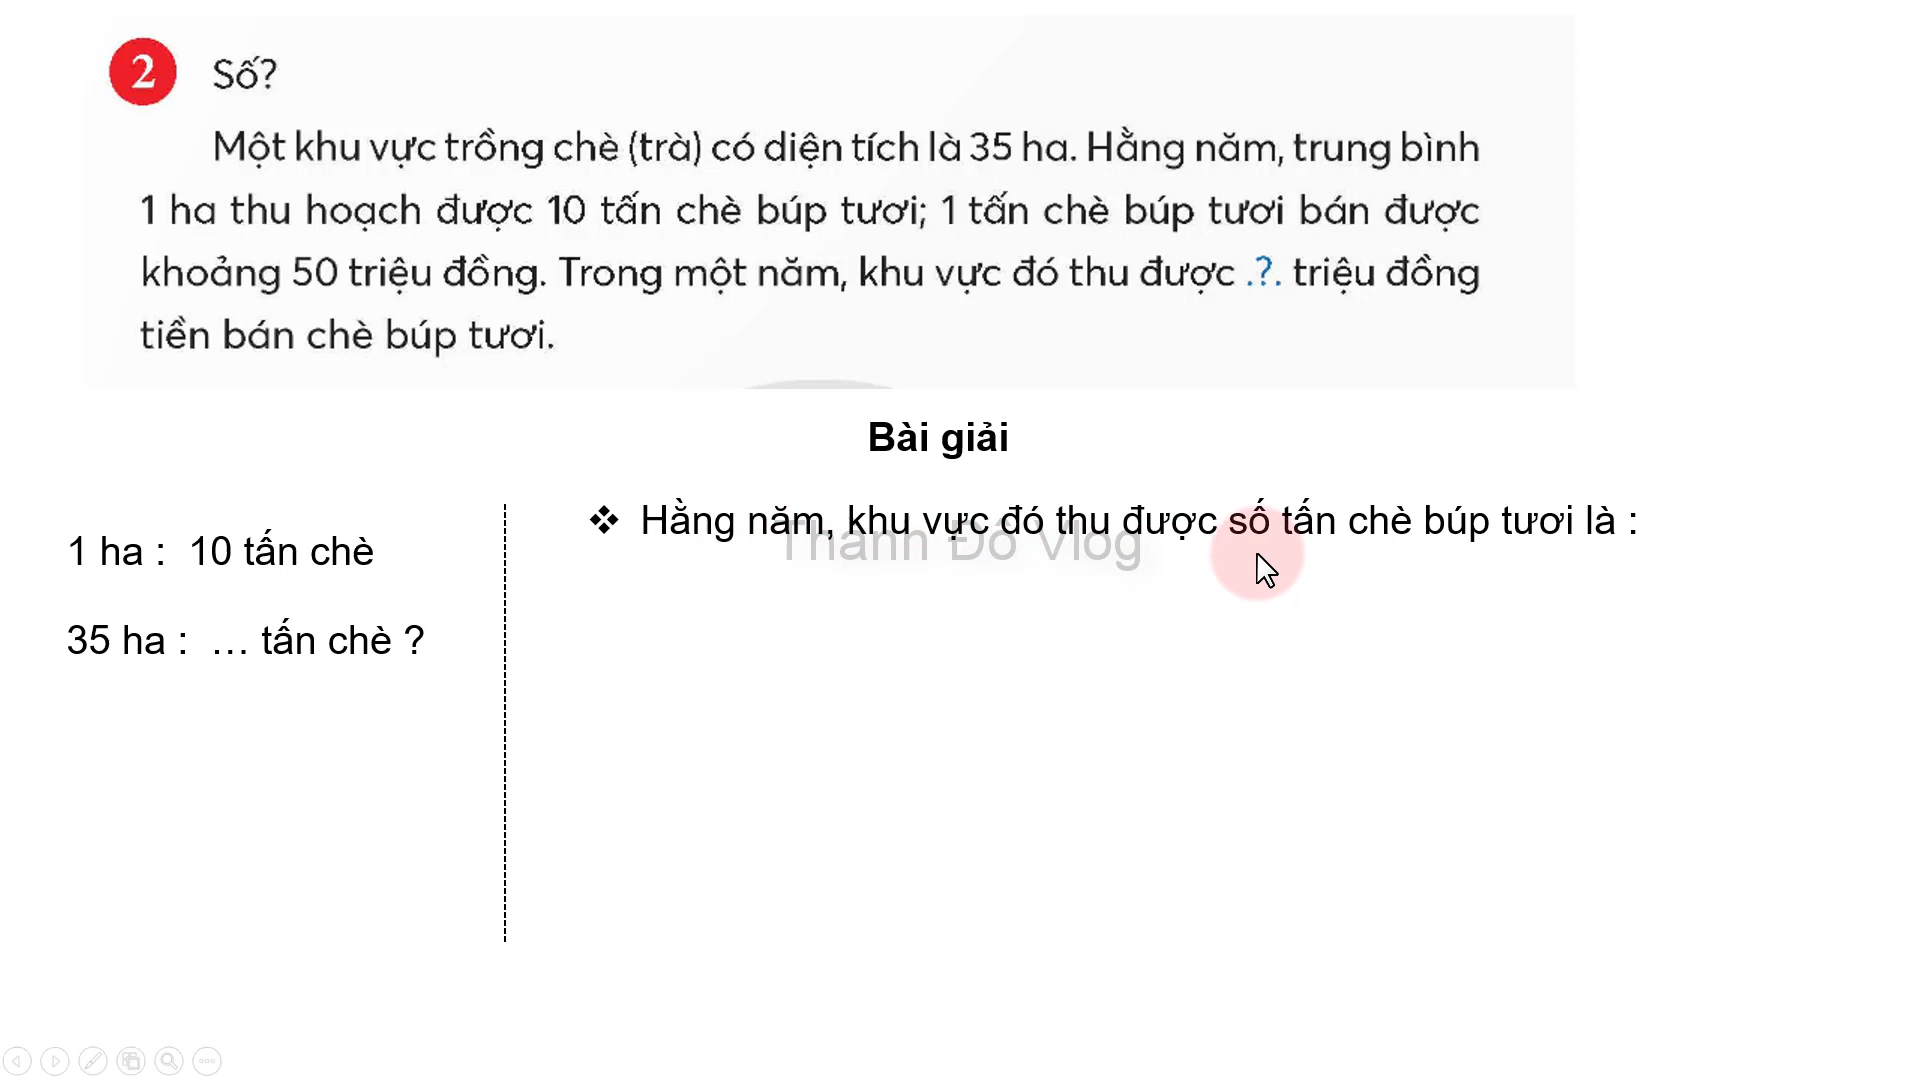 2 Số?
Một khu vực trồng chè (trà) có diện tích là 35 ha. Hằng năm, trung bình
1 ha thu hoạch được 10 tấn chè búp tươi; 1 tấn chè búp tươi bán được
khoảng 50 triệu đồng. Trong một năm, khu vực đó thu được .?. triệu đồng
tiền bán chè búp tươi.
Bài giải
1 ha : 10 tấn chè
35 ha : … tấn chè ?
❖ Hằng năm, khu vực đó thu được số tấn chè búp tươi là :
Thanh Đô Vlog